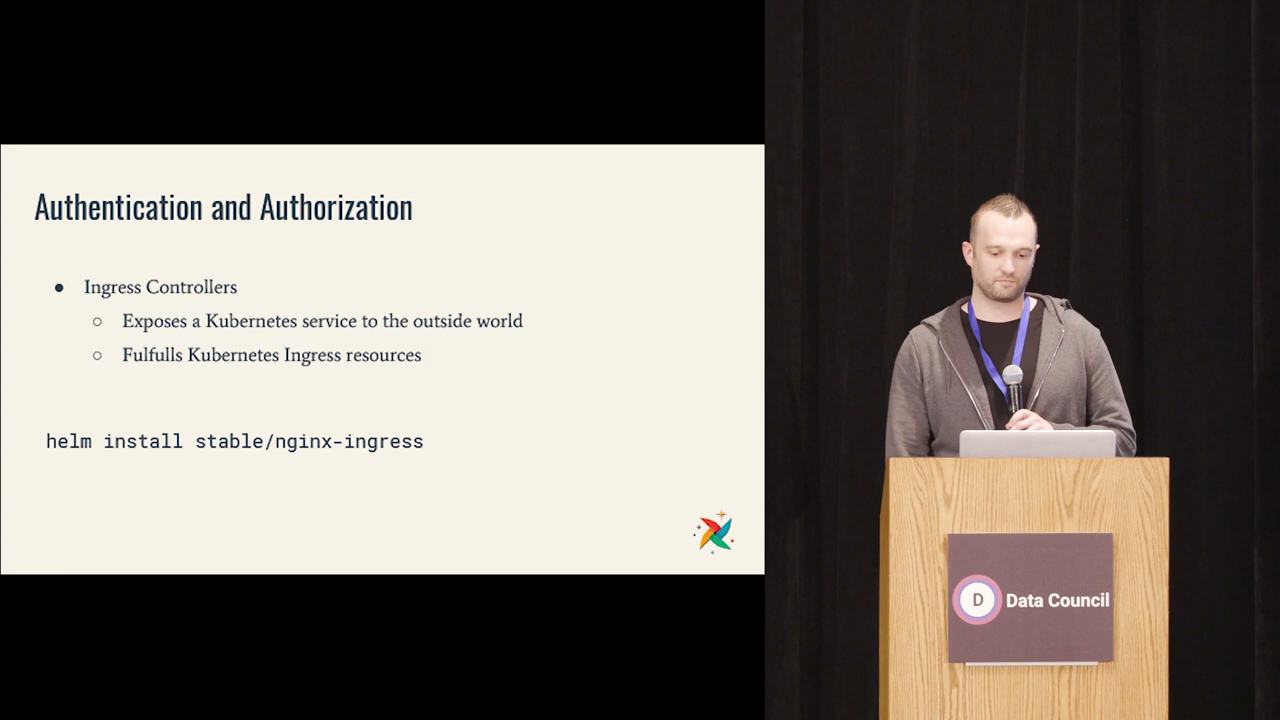 Authentication and Authorization
● Ingress Controllers
○ Exposes a Kubernetes service to the outside world
○ Fulfulls Kubernetes Ingress resources
helm install stable/nginx-ingress
D Data Council